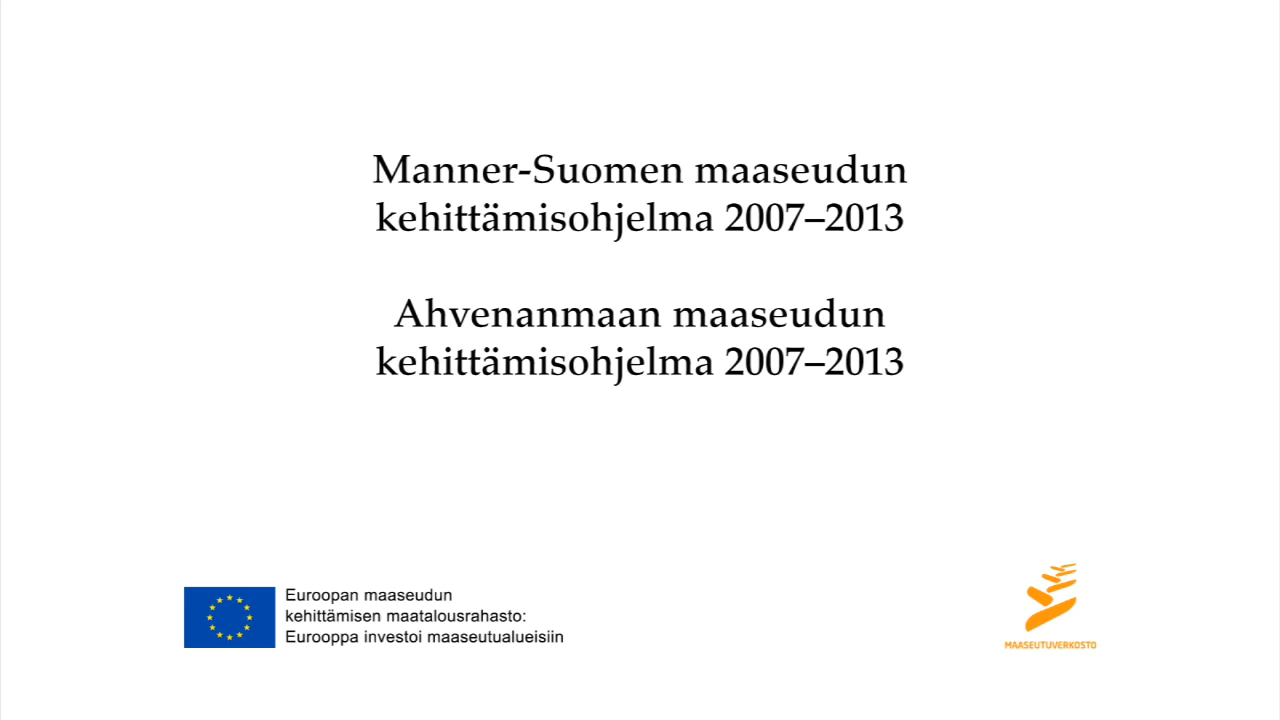 Manner-Suomen maaseudun
kehittämisohjelma 2007–2013
Ahvenanmaan maaseudun
kehittämisohjelma 2007–2013
Euroopan maaseudun
kehittämisen maatalousrahasto:
Eurooppa investoi maaseutualueisiin
MAASEUTUVERKOSTO